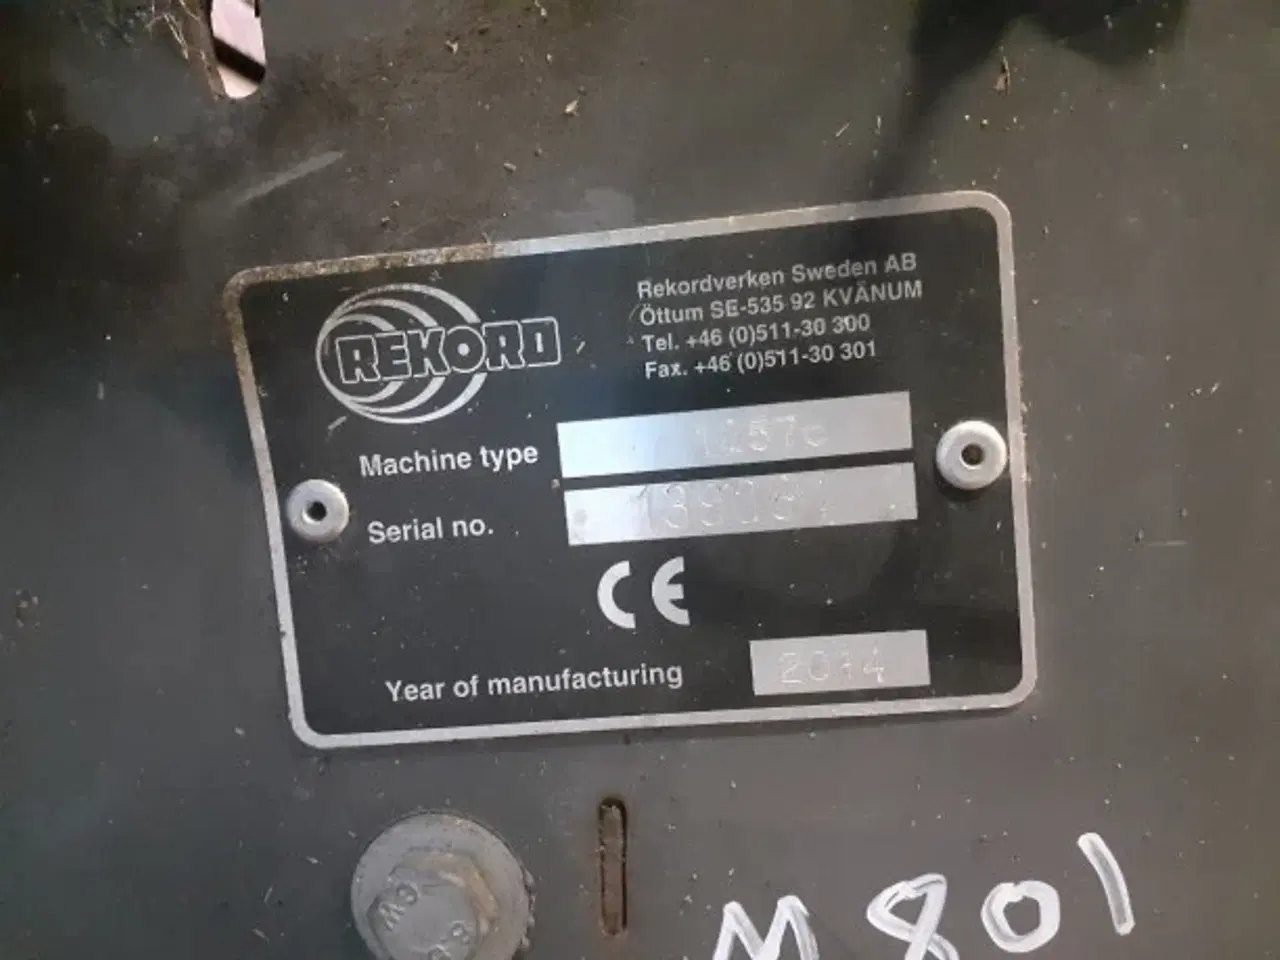 REKORD
Rekordverken Sweden AB
Öttum SE-535 92 KVÄNUM
Tel. +46 (0)511-30 300
Fax. +46 (0)511-30 301
Machine type
Serial no.
CE
Year of manufacturing 2014
M801